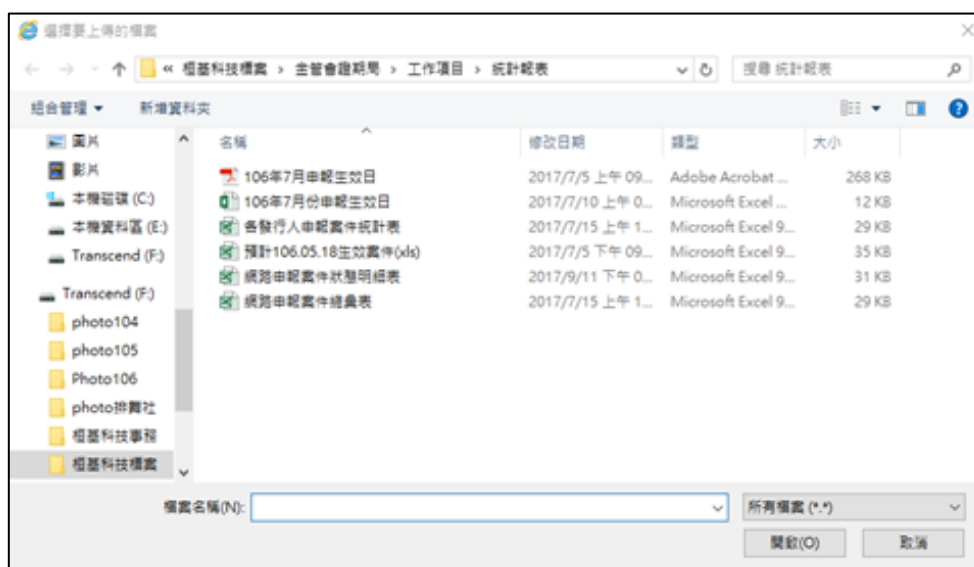 選擇要上傳的檔案
« 桓基科技檔案 › 金管會證期局 › 工作項目 › 統計報表
搜尋 統計報表
組合管理 新增資料夾
名稱 修改日期 類型 大小
圖片
影片
本機磁碟 (C:)
本機資料區 (E:)
Transcend (F:)
Transcend (F:)
photo104
photo105
Photo106
photo排舞社
桓基科技事務
桓基科技檔案
106年7月申報生效日 2017/7/5 上午 09... Adobe Acrobat ... 268 KB
106年7月份申報生效日 2017/7/10 上午 0... Microsoft Excel ... 12 KB
各發行人申報案件統計表 2017/7/15 上午 1... Microsoft Excel 9... 29 KB
預計106.05.18生效案件(xls) 2017/7/5 下午 09... Microsoft Excel 9... 35 KB
網路申報案件狀態明細表 2017/9/11 下午 0... Microsoft Excel 9... 31 KB
網路申報案件總彙表 2017/7/15 上午 1... Microsoft Excel 9... 29 KB
檔案名稱(N): 所有檔案 (*.*)
開啟(O) 取消